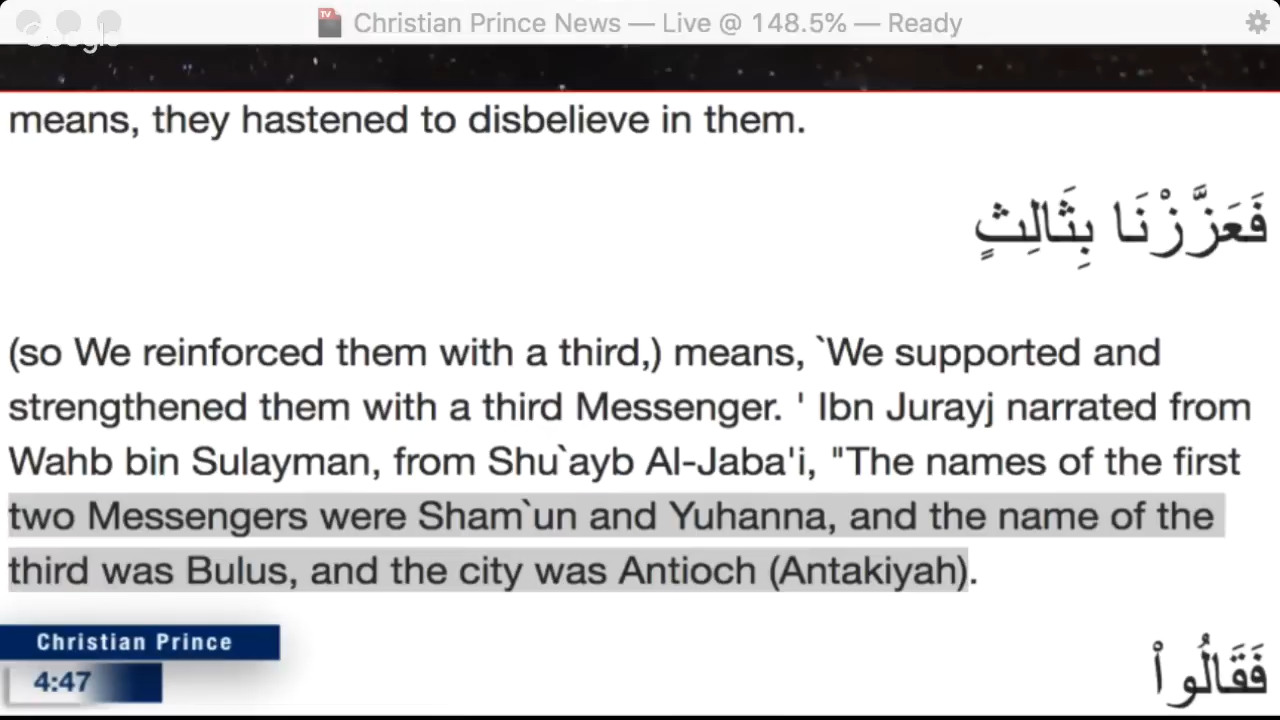 Christian Prince News — Live @ 148.5% — Ready
Google
means, they hastened to disbelieve in them.
فَعَزَّزْنَا بِثَالِثٍ
(so We reinforced them with a third,) means, `We supported and
strengthened them with a third Messenger. ' Ibn Jurayj narrated from
Wahb bin Sulayman, from Shu`ayb Al-Jaba'i, "The names of the first
two Messengers were Sham`un and Yuhanna, and the name of the
third was Bulus, and the city was Antioch (Antakiyah).
Christian Prince
4:47
فَقَالُواْ